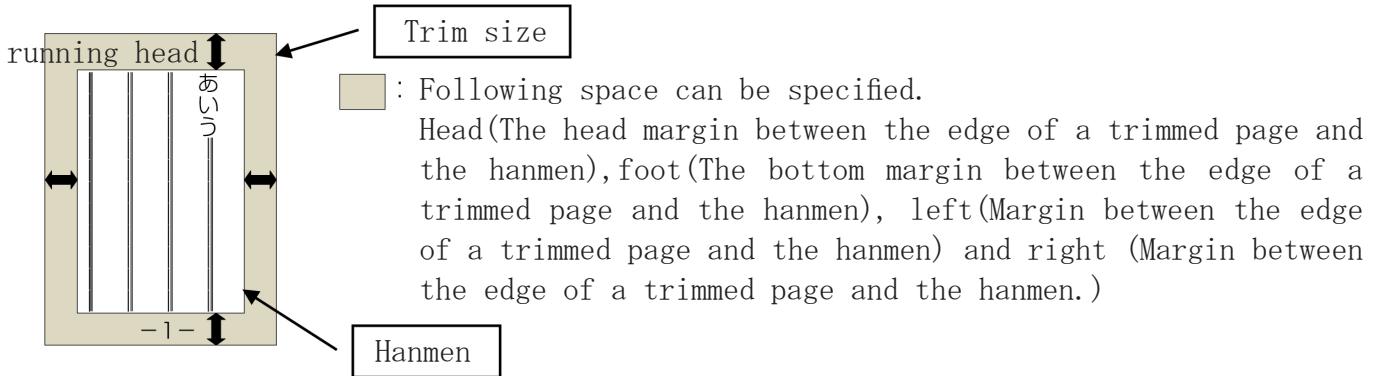 Trim size
running head
あいう
: Following space can be specified.
Head(The head margin between the edge of a trimmed page and
the hanmen),foot(The bottom margin between the edge of a
trimmed page and the hanmen), left(Margin between the edge
of a trimmed page and the hanmen) and right (Margin between
the edge of a trimmed page and the hanmen.)
−1−
Hanmen